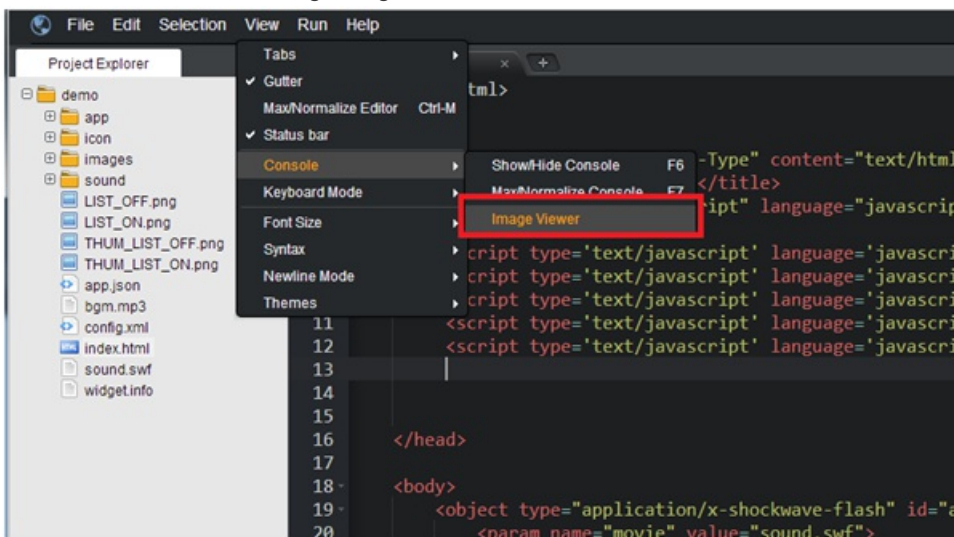 File Edit Selection View Run Help
Project Explorer
demo
app
icon
images
sound
LIST_OFF.png
LIST_ON.png
THUM_LIST_OFF.png
THUM_LIST_ON.png
app.json
bgm.mp3
config.xml
index.html
sound.swf
widget.info
Tabs
Gutter
Max/Normalize Editor Ctrl-M
Status bar
Console
Keyboard Mode
Font Size
Syntax
Newline Mode
Themes
Show/Hide Console F6
Max/Normalize Console F7
Image Viewer
tml>
-Type" content="text/html
</title>
ript" language="javascrip
cript type='text/javascript' language='javascri
cript type='text/javascript' language='javascri
cript type='text/javascript' language='javascri
11 <script type='text/javascript' language='javascri
12 <script type='text/javascript' language='javascri
13
14
15
16 </head>
17
18 <body>
19 <object type="application/x-shockwave-flash" id="a
20 <param name="movie" value="sound.swf">